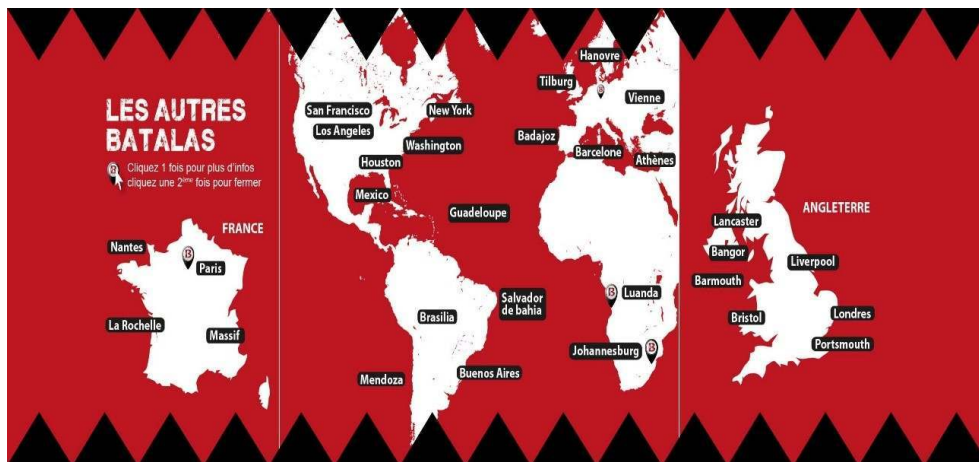 LES AUTRES
BATALAS
Cliquez 1 fois pour plus d'infos
cliquez une 2ème fois pour fermer
FRANCE
Nantes
B
Paris
La Rochelle
Massif
San Francisco
New York
Los Angeles
Washington
Houston
Mexico
Guadeloupe
Brasilia
Salvador
de bahia
Mendoza
Buenos Aires
Hanovre
Tilburg
Vienne
Badajoz
Barcelone
Athènes
B
Luanda
Johannesburg
B
ANGLETERRE
Lancaster
Bangor
Liverpool
Barmouth
Bristol
Londres
Portsmouth